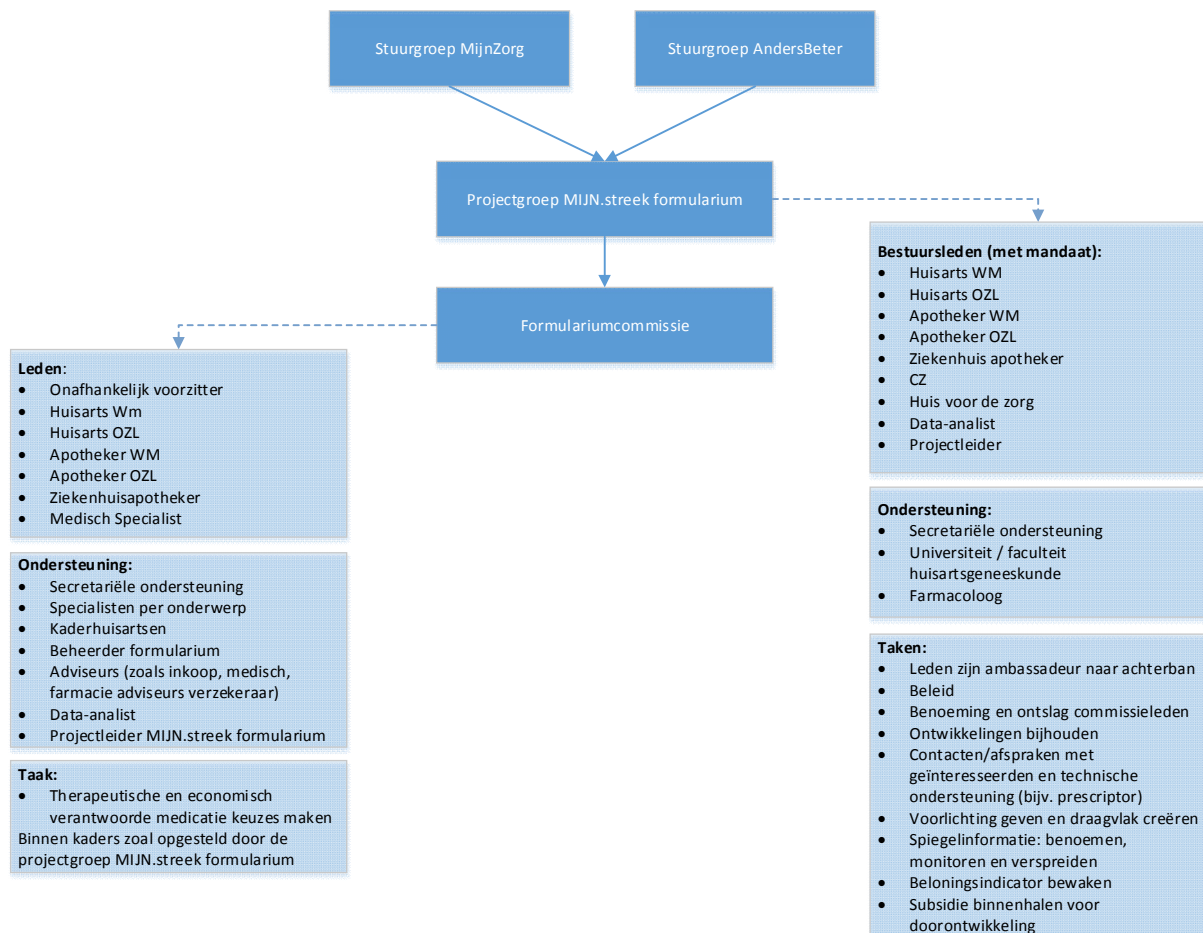 Stuurgroep MijnZorg
Stuurgroep AndersBeter
Projectgroep MIJN.streek formularium
Formulariumcommissie
Leden:
• Onafhankelijk voorzitter
• Huisarts Wm
• Huisarts OZL
• Apotheker WM
• Apotheker OZL
• Ziekenhuisapotheker
• Medisch Specialist
Ondersteuning:
• Secretariële ondersteuning
• Specialisten per onderwerp
• Kaderhuisartsen
• Beheerder formularium
• Adviseurs (zoals inkoop, medisch,
farmacie adviseurs verzekeraar)
• Data-analist
• Projectleider MIJN.streek formularium
Taak:
• Therapeutische en economisch
verantwoorde medicatie keuzes maken
Binnen kaders zoal opgesteld door de
projectgroep MIJN.streek formularium
Bestuursleden (met mandaat):
• Huisarts WM
• Huisarts OZL
• Apotheker WM
• Apotheker OZL
• Ziekenhuis apotheker
• CZ
• Huis voor de zorg
• Data-analist
• Projectleider
Ondersteuning:
• Secretariële ondersteuning
• Universiteit / faculteit
huisartsgeneeskunde
• Farmacoloog
Taken:
• Leden zijn ambassadeur naar achterban
• Beleid
• Benoeming en ontslag commissieleden
• Ontwikkelingen bijhouden
• Contacten/afspraken met
geïnteresseerden en technische
ondersteuning (bijv. prescriptor)
• Voorlichting geven en draagvlak creëren
• Spiegelinformatie: benoemen,
monitoren en verspreiden
• Beloningsindicator bewaken
• Subsidie binnenhalen voor
doorontwikkeling